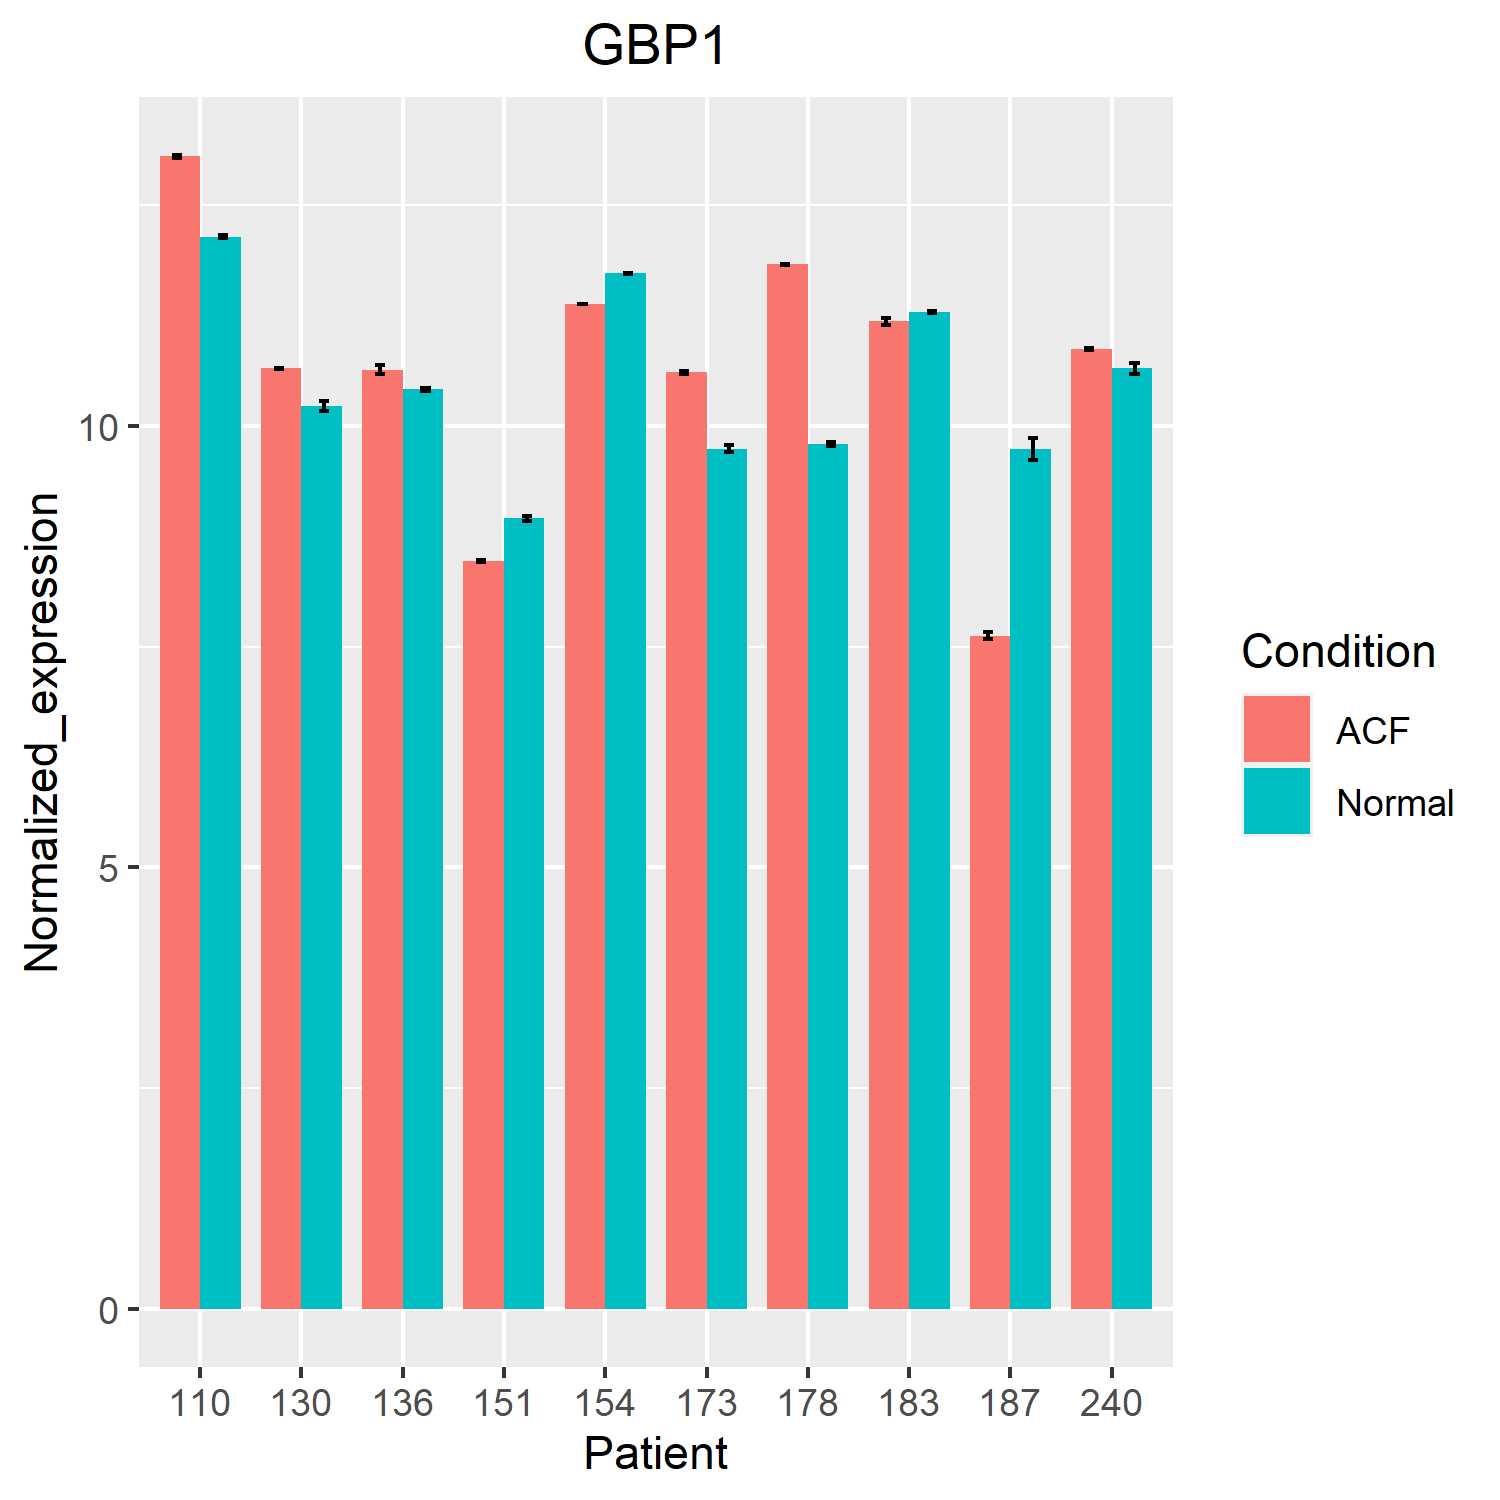 GBP1
Normalized_expression
10
5
0
110 130 136 151 154 173 178 183 187 240
Patient
Condition
ACF
Normal